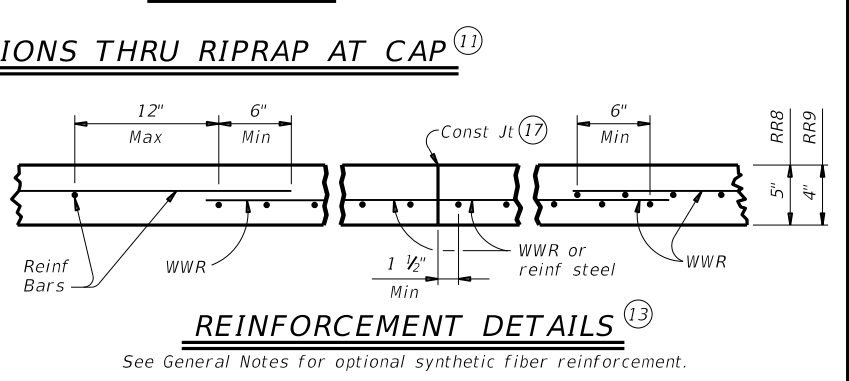 IONS THRU RIPRAP AT CAP 11
12"
Max
6"
Min
Const Jt 17
6"
Min
RR8
RR9
5"
4"
Reinf
Bars
WWR
1 ½"
Min
WWR or
reinf steel
WWR
REINFORCEMENT DETAILS 13
See General Notes for optional synthetic fiber reinforcement.